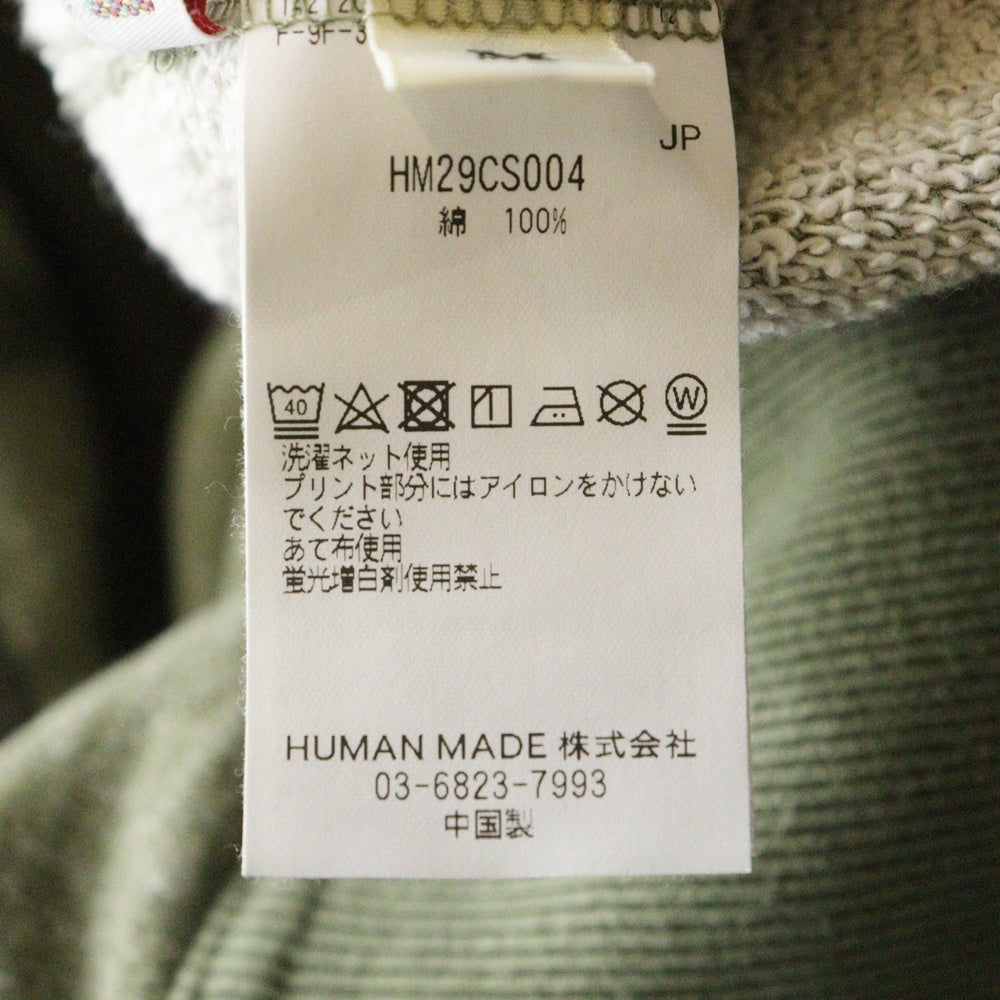 F-9F-3
M
JP
HM29CS004
綿 100%
40
W
洗濯ネット使用
プリント部分にはアイロンをかけない
でください
あて布使用
蛍光増白剤使用禁止
HUMAN MADE 株式会社
03-6823-7993
中国製